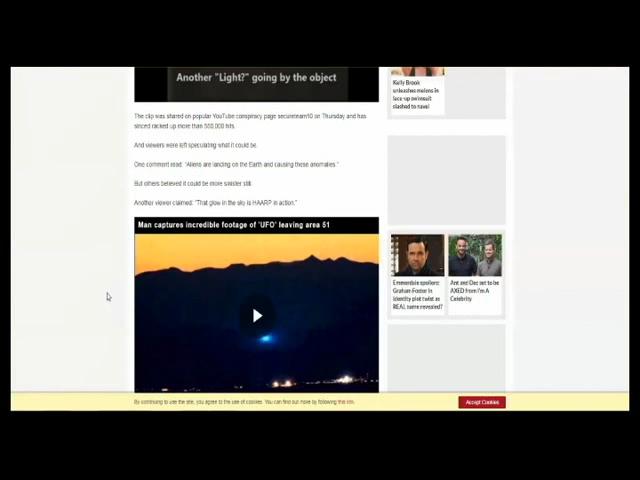 Another "Light?" going by the object
The clip was shared on popular YouTube conspiracy page secureteam10 on Thursday and has
sinced racked up more than 550,000 hits.
And viewers were left speculating what it could be.
One comment read: "Aliens are landing on the Earth and causing these anomalies."
But others believed it could be more sinister still.
Another viewer claimed: "That glow in the sky is HAARP in action."
Man captures incredible footage of 'UFO' leaving area 51
Kelly Brook
unleashes melons in
lace-up swimsuit
slashed to navel
Emmerdale spoilers:
Graham Foster in
identity plot twist as
REAL name revealed?
Ant and Dec set to be
AXED from I'm A
Celebrity
By continuing to use the site, you agree to the use of cookies. You can find out more by following this link.
Accept Cookies